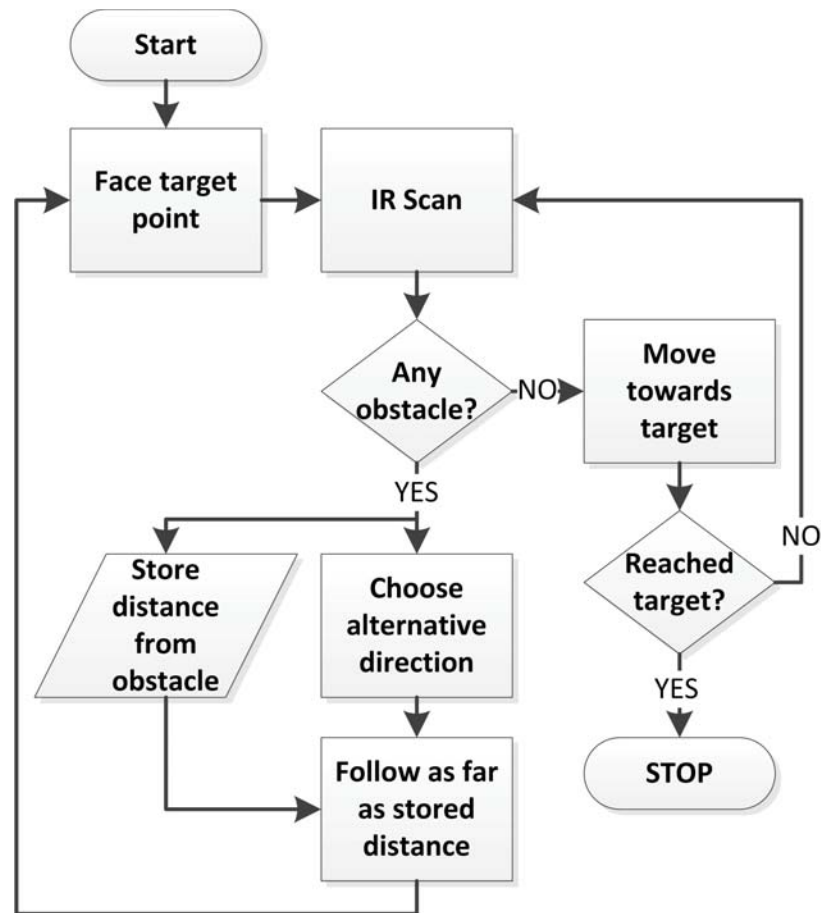 Start
Face target
point
IR Scan
Any
obstacle?
NO
Move
towards
target
YES
NO
Store
distance
from
obstacle
Choose
alternative
direction
Reached
target?
YES
Follow as far
as stored
distance
STOP